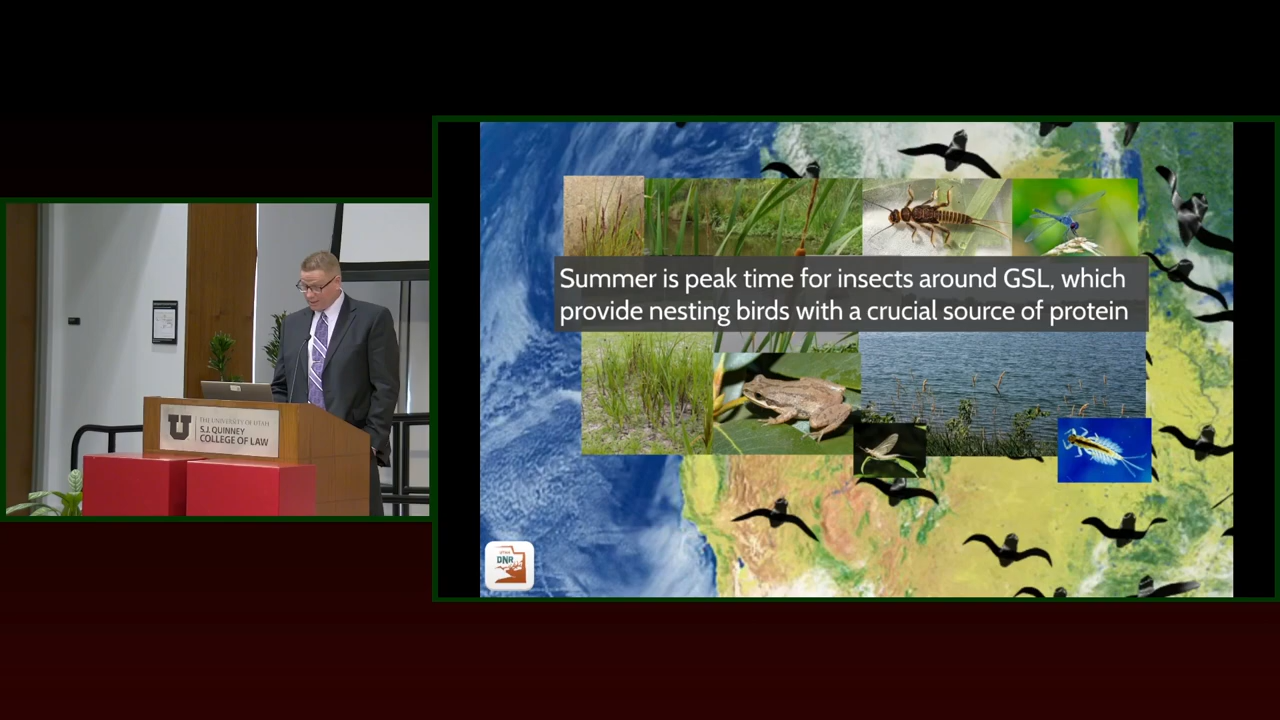 THE UNIVERSITY OF UTAH
S.J. QUINNEY
COLLEGE OF LAW
Summer is peak time for insects around GSL, which
provide nesting birds with a crucial source of protein
UTAH
DNR